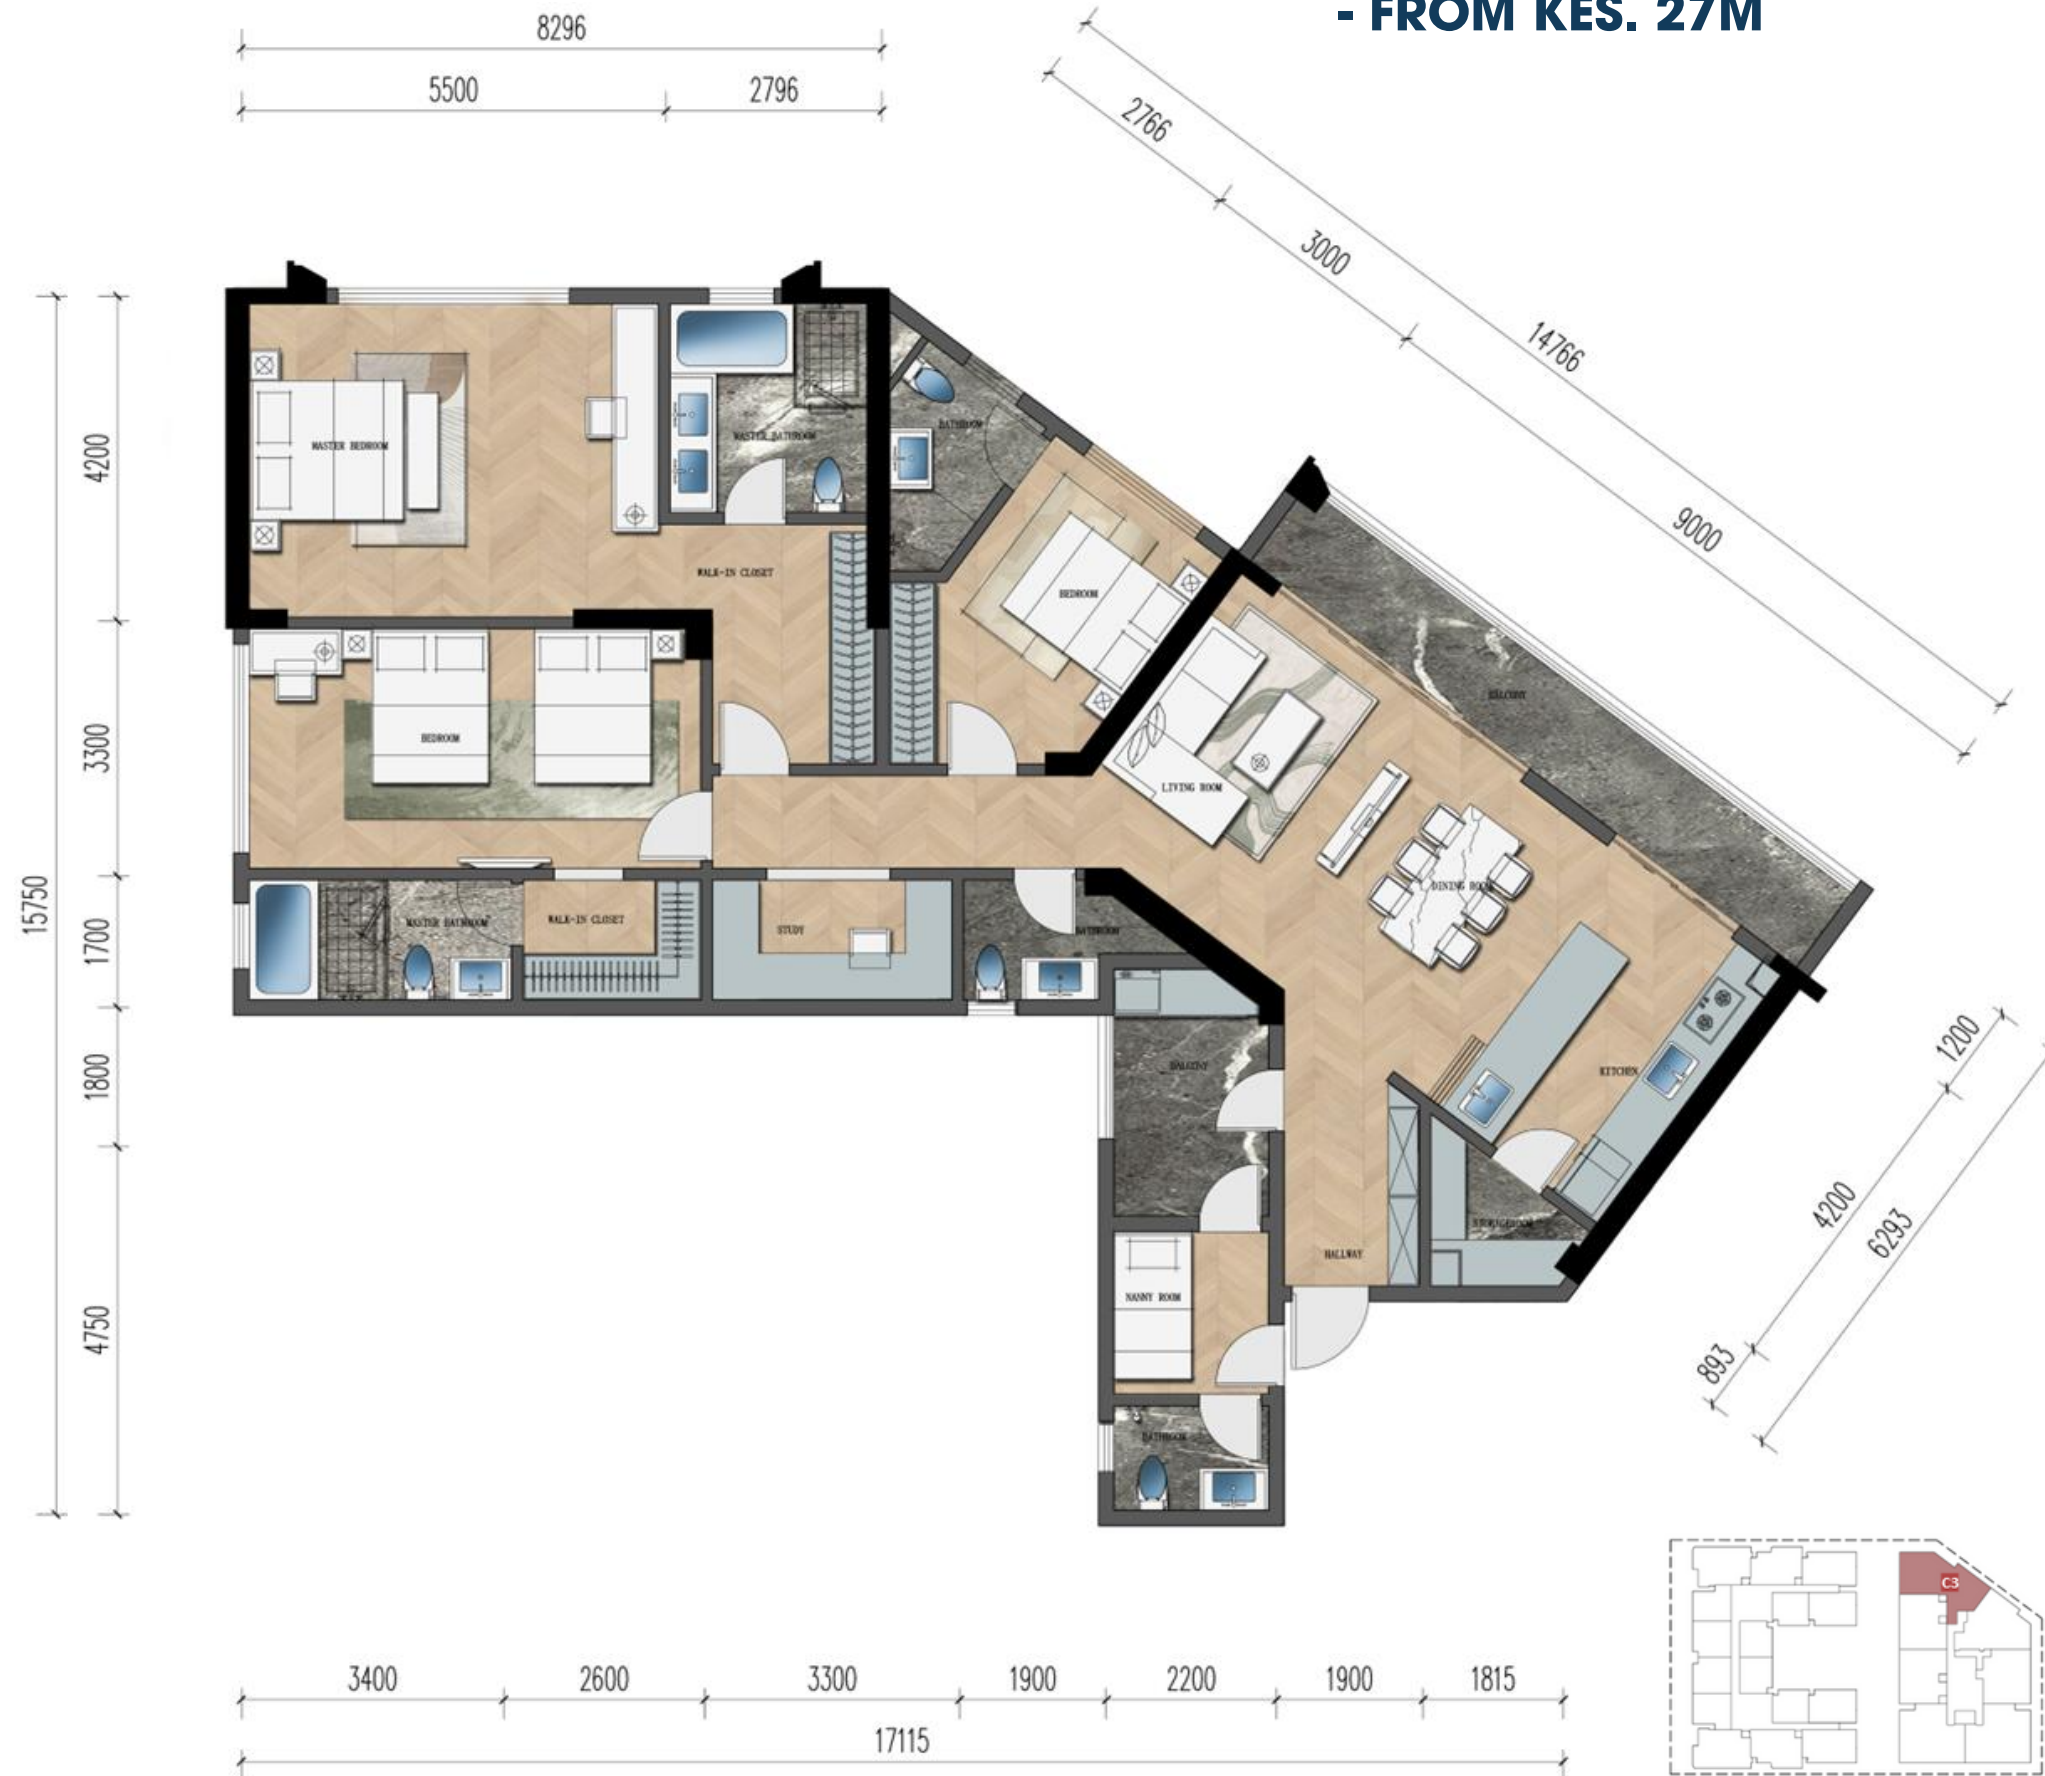 - FROM KES. 27M
8296
5500
2796
2766
3000
14766
9000
15750
4200
3300
1700
1800
4750
MASTER BEDROOM
MASTER BATHROOM
BATHROOM
WALK-IN CLOSET
BEDROOM
BEDROOM
BALCONY
LIVING ROOM
DINING ROOM
MASTER BATHROOM
WALK-IN CLOSET
STUDY
BATHROOM
BALCONY
KITCHEN
STORAGEROOM
HALLWAY
NANNY ROOM
BATHROOM
1200
4200
6293
893
C3
3400
2600
3300
1900
2200
1900
1815
17115